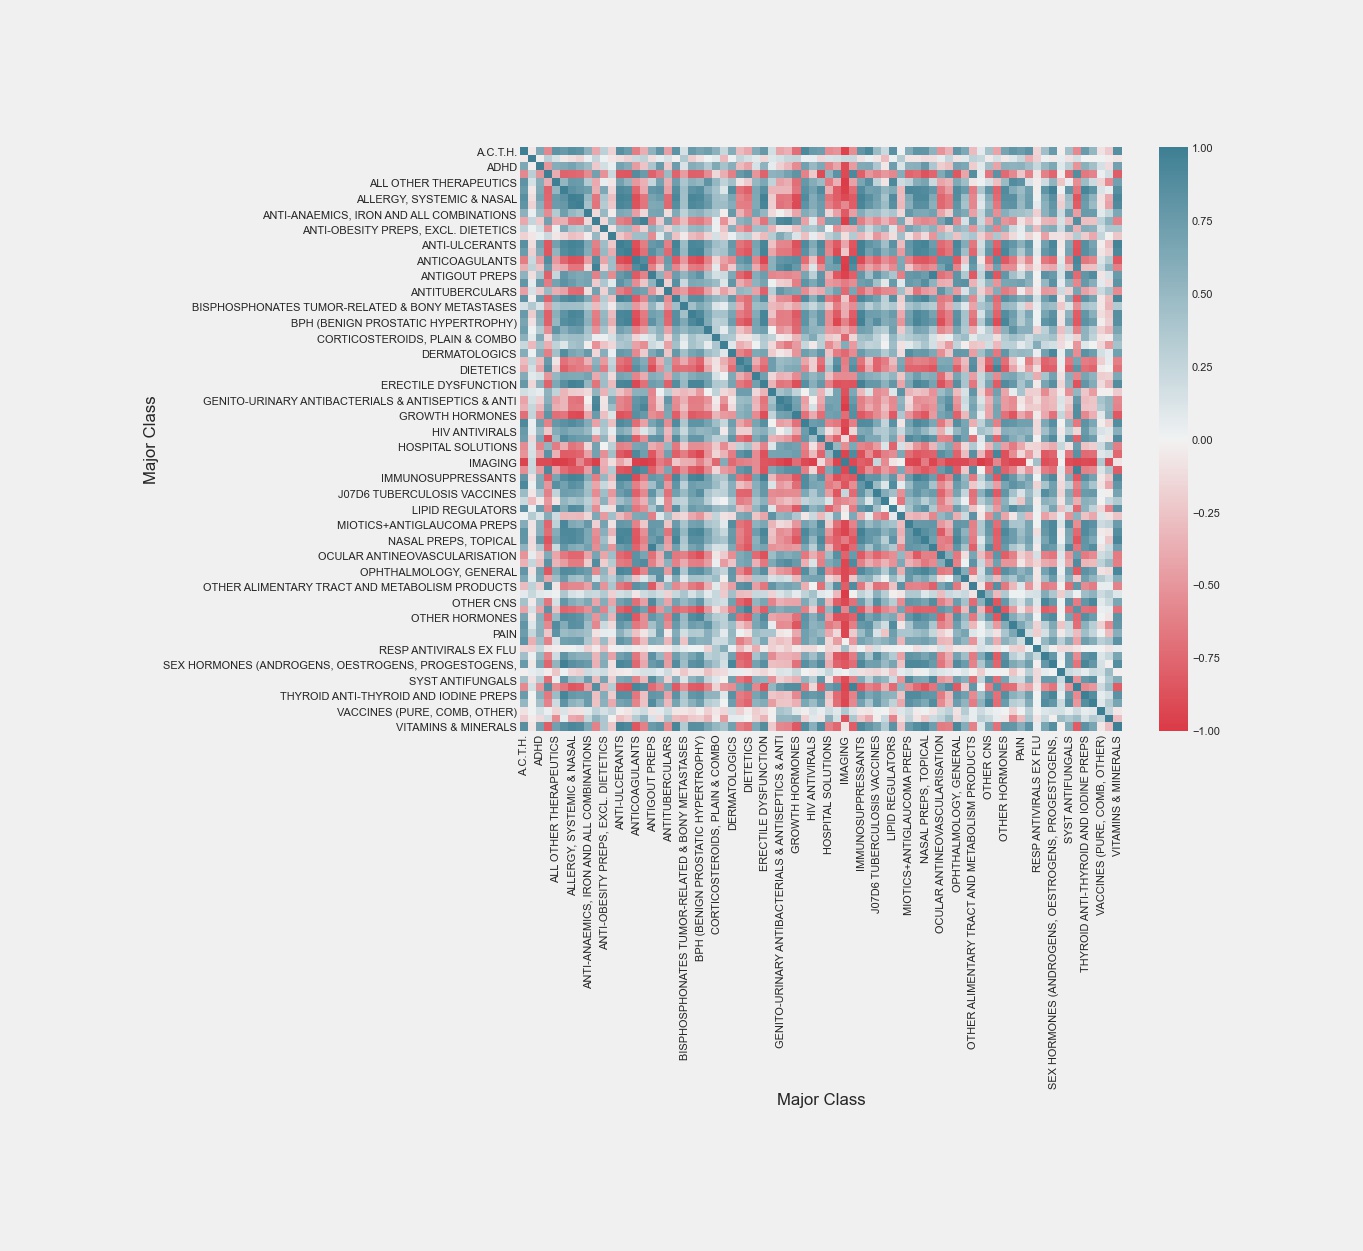 A.C.T.H.
ADHD
ALL OTHER THERAPEUTICS
ALLERGY, SYSTEMIC & NASAL
ANTI-ANAEMICS, IRON AND ALL COMBINATIONS
ANTI-OBESITY PREPS, EXCL. DIETETICS
ANTI-ULCERANTS
ANTICOAGULANTS
ANTIGOUT PREPS
ANTITUBERCULARS
BISPHOSPHONATES TUMOR-RELATED & BONY METASTASES
BPH (BENIGN PROSTATIC HYPERTROPHY)
CORTICOSTEROIDS, PLAIN & COMBO
DERMATOLOGICS
DIETETICS
ERECTILE DYSFUNCTION
GENITO-URINARY ANTIBACTERIALS & ANTISEPTICS & ANTI
GROWTH HORMONES
HIV ANTIVIRALS
HOSPITAL SOLUTIONS
IMAGING
IMMUNOSUPPRESSANTS
J07D6 TUBERCULOSIS VACCINES
LIPID REGULATORS
MIOTICS+ANTIGLAUCOMA PREPS
NASAL PREPS, TOPICAL
OCULAR ANTINEOVASCULARISATION
OPHTHALMOLOGY, GENERAL
OTHER ALIMENTARY TRACT AND METABOLISM PRODUCTS
OTHER CNS
OTHER HORMONES
PAIN
RESP ANTIVIRALS EX FLU
SEX HORMONES (ANDROGENS, OESTROGENS, PROGESTOGENS,
SYST ANTIFUNGALS
THYROID ANTI-THYROID AND IODINE PREPS
VACCINES (PURE, COMB, OTHER)
VITAMINS & MINERALS
Major Class
A.C.T.H.
ADHD
ALL OTHER THERAPEUTICS
ALLERGY, SYSTEMIC & NASAL
ANTI-ANAEMICS, IRON AND ALL COMBINATIONS
ANTI-OBESITY PREPS, EXCL. DIETETICS
ANTI-ULCERANTS
ANTICOAGULANTS
ANTIGOUT PREPS
ANTITUBERCULARS
BISPHOSPHONATES TUMOR-RELATED & BONY METASTASES
BPH (BENIGN PROSTATIC HYPERTROPHY)
CORTICOSTEROIDS, PLAIN & COMBO
DERMATOLOGICS
DIETETICS
ERECTILE DYSFUNCTION
GENITO-URINARY ANTIBACTERIALS & ANTISEPTICS & ANTI
GROWTH HORMONES
HIV ANTIVIRALS
HOSPITAL SOLUTIONS
IMAGING
IMMUNOSUPPRESSANTS
J07D6 TUBERCULOSIS VACCINES
LIPID REGULATORS
MIOTICS+ANTIGLAUCOMA PREPS
NASAL PREPS, TOPICAL
OCULAR ANTINEOVASCULARISATION
OPHTHALMOLOGY, GENERAL
OTHER ALIMENTARY TRACT AND METABOLISM PRODUCTS
OTHER CNS
OTHER HORMONES
PAIN
RESP ANTIVIRALS EX FLU
SEX HORMONES (ANDROGENS, OESTROGENS, PROGESTOGENS,
SYST ANTIFUNGALS
THYROID ANTI-THYROID AND IODINE PREPS
VACCINES (PURE, COMB, OTHER)
VITAMINS & MINERALS
Major Class
1.00
0.75
0.50
0.25
0.00
−0.25
−0.50
−0.75
−1.00